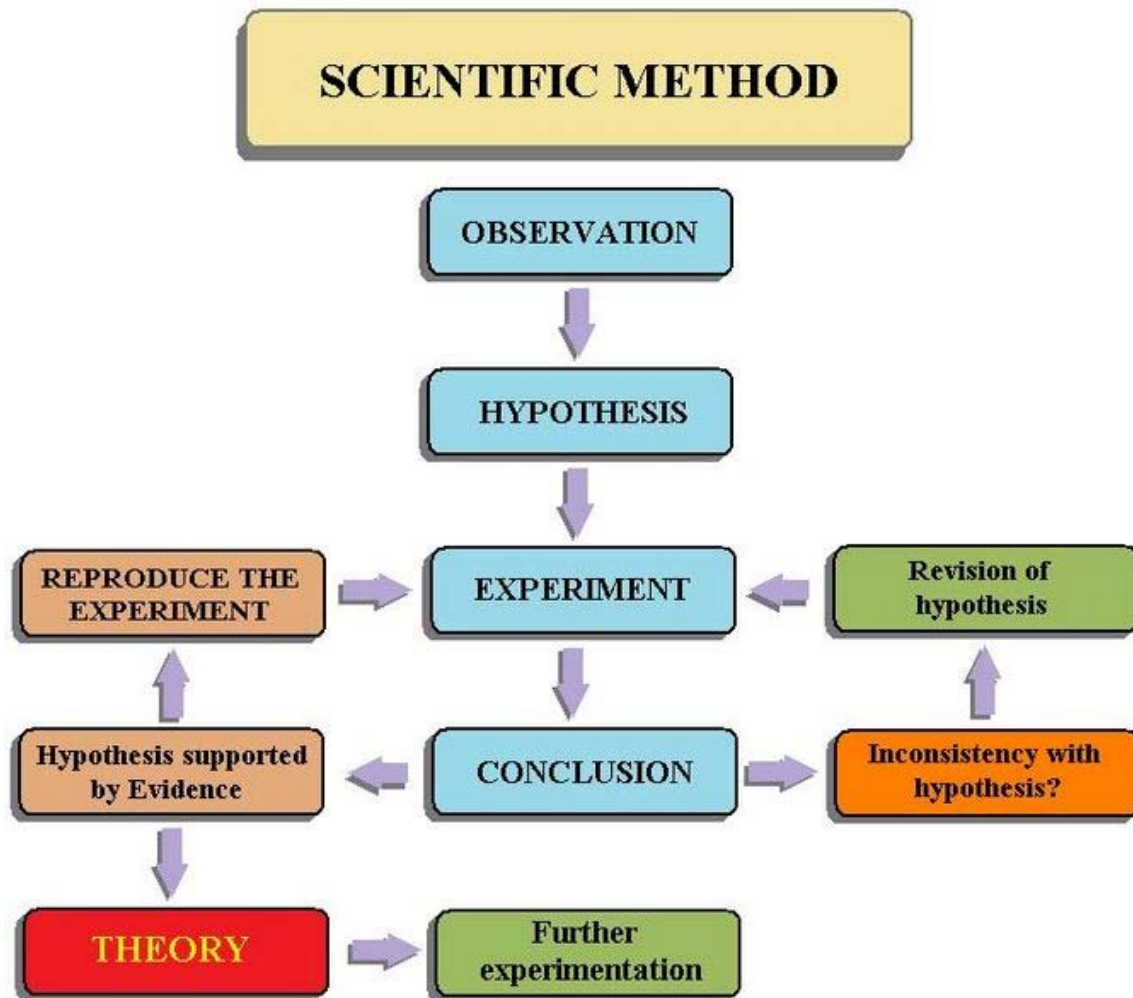 SCIENTIFIC METHOD
OBSERVATION
HYPOTHESIS
REPRODUCE THE
EXPERIMENT
EXPERIMENT
Revision of
hypothesis
Hypothesis supported
by Evidence
CONCLUSION
Inconsistency with
hypothesis?
THEORY
Further
experimentation